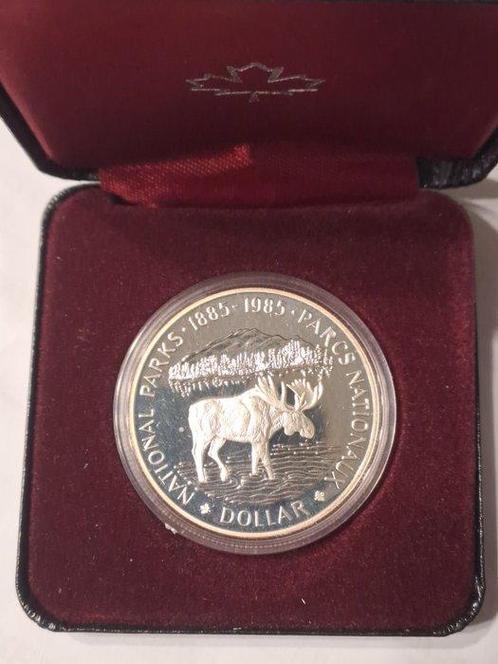 NATIONAL PARKS · 1885-1985 · PARCS NATIONAUX
DOLLAR